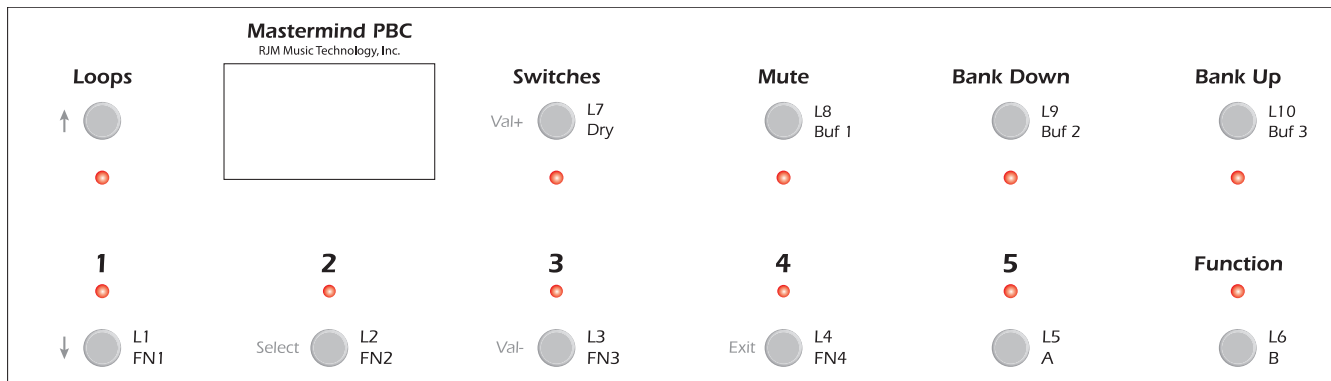 Mastermind PBC
RJM Music Technology, Inc.
Loops
Switches
Mute
Bank Down
Bank Up
↑
Val+
L7
Dry
L8
Buf 1
L9
Buf 2
L10
Buf 3
1
2
3
4
5
Function
↓
L1
FN1
Select
L2
FN2
Val-
L3
FN3
Exit
L4
FN4
L5
A
L6
B